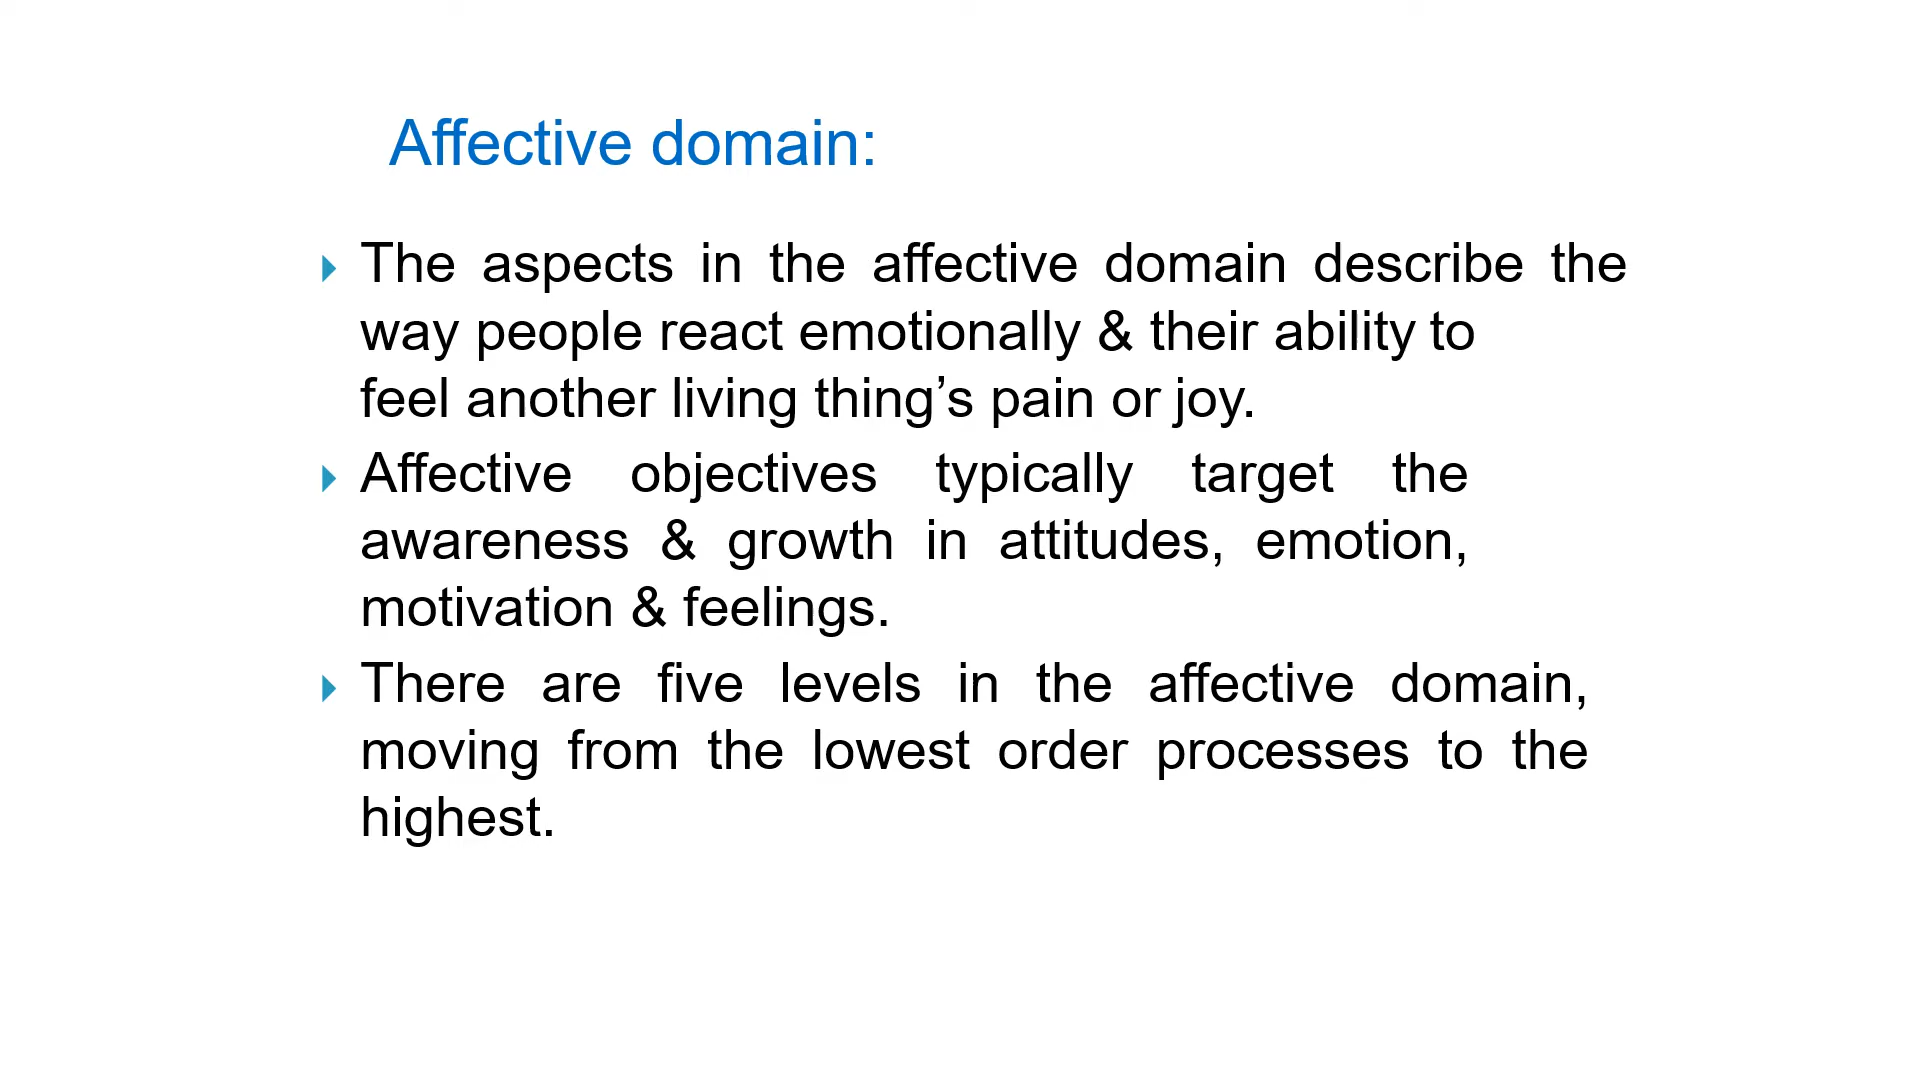 Affective domain:
The aspects in the affective domain describe the
way people react emotionally & their ability to
feel another living thing’s pain or joy.
Affective objectives typically target the
awareness & growth in attitudes, emotion,
motivation & feelings.
There are five levels in the affective domain,
moving from the lowest order processes to the
highest.